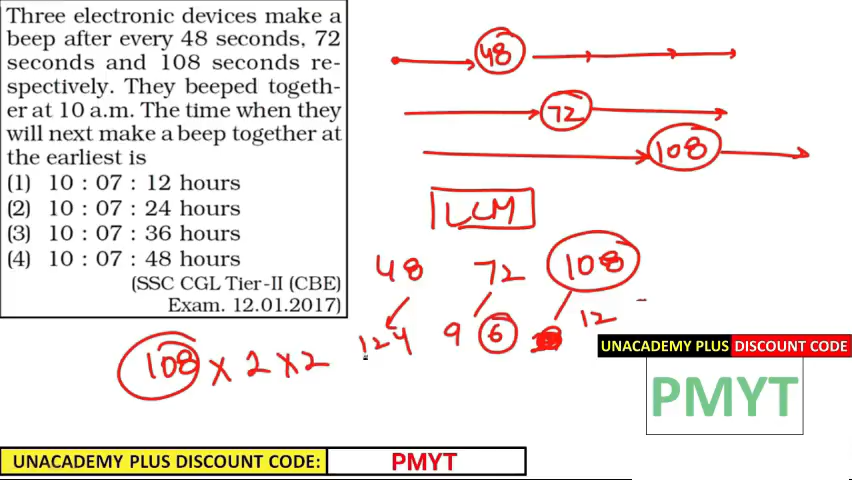 Three electronic devices make a
beep after every 48 seconds, 72
seconds and 108 seconds re-
spectively. They beeped togeth-
er at 10 a.m. The time when they
will next make a beep together at
the earliest is
(1) 10 : 07 : 12 hours
(2) 10 : 07 : 24 hours
(3) 10 : 07 : 36 hours
(4) 10 : 07 : 48 hours
(SSC CGL Tier-II (CBE)
Exam. 12.01.2017)
48
72
108
LCM
48 72 108
12 4 9 6 12
108 × 2 × 2
UNACADEMY PLUS DISCOUNT CODE
PMYT
UNACADEMY PLUS DISCOUNT CODE: PMYT